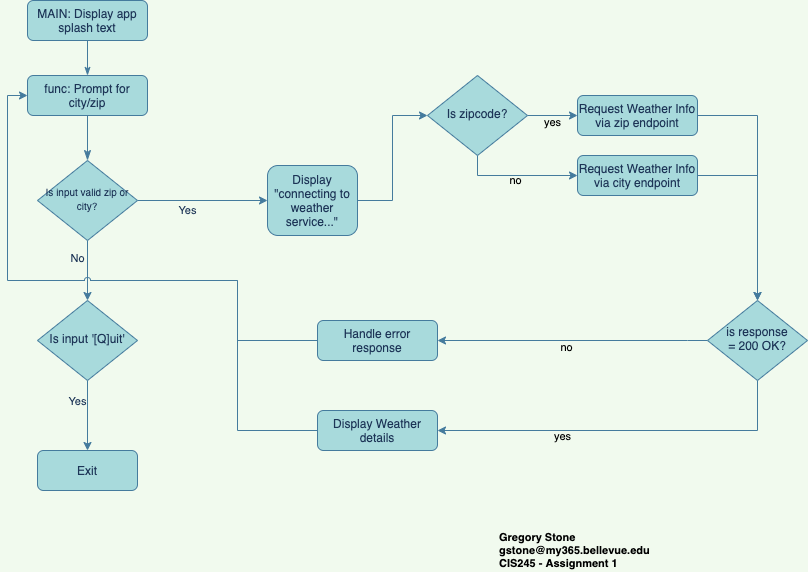 MAIN: Display app
splash text
func: Prompt for
city/zip
Is input valid zip or
city?
Yes
No
Display
"connecting to
weather
service..."
Is zipcode?
yes
no
Request Weather Info
via zip endpoint
Request Weather Info
via city endpoint
is response
= 200 OK?
no
yes
Handle error
response
Display Weather
details
Is input '[Q]uit'
Yes
Exit
Gregory Stone
gstone@my365.bellevue.edu
CIS245 - Assignment 1